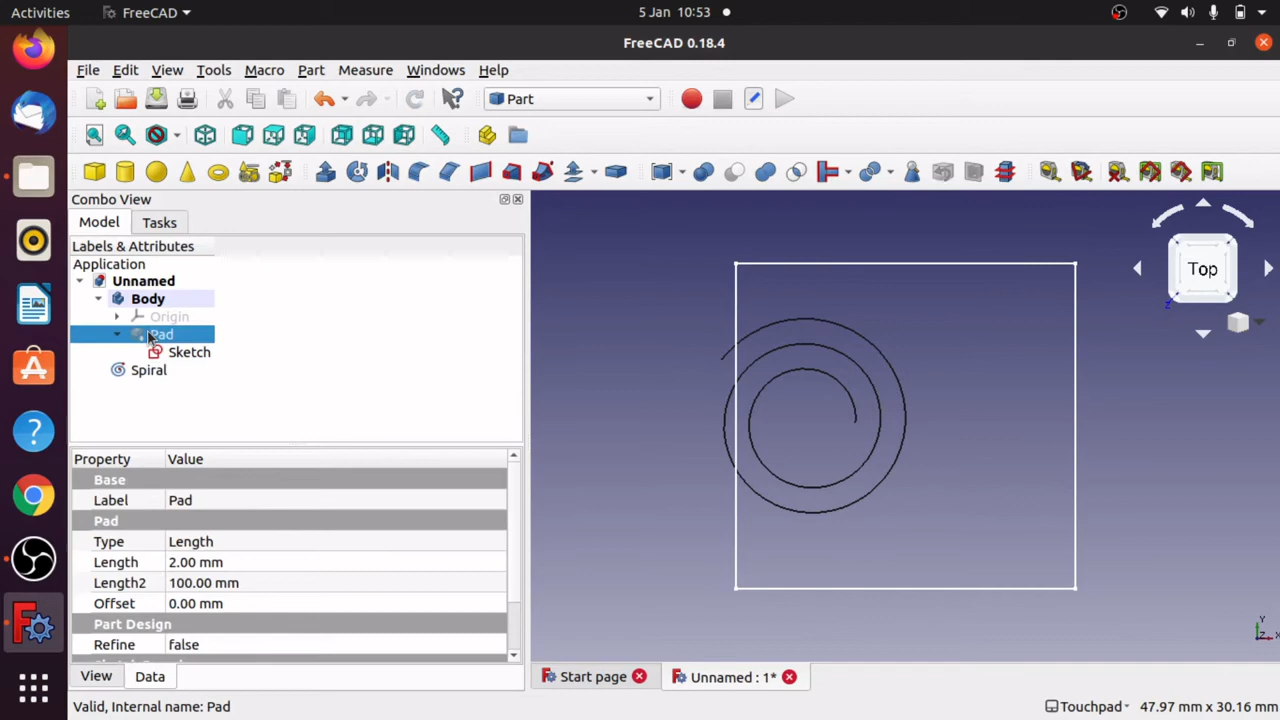 Activities
FreeCAD
5 Jan 10:53
FreeCAD 0.18.4
File Edit View Tools Macro Part Measure Windows Help
Part
Combo View
Model Tasks
Labels & Attributes
Application
Unnamed
Body
Origin
Pad
Sketch
Spiral
Top
Property Value
Base
Label Pad
Pad
Type Length
Length 2.00 mm
Length2 100.00 mm
Offset 0.00 mm
Part Design
Refine false
View Data
Start page
Unnamed : 1*
Valid, Internal name: Pad
Touchpad
47.97 mm x 30.16 mm
Y
Z
X
Z